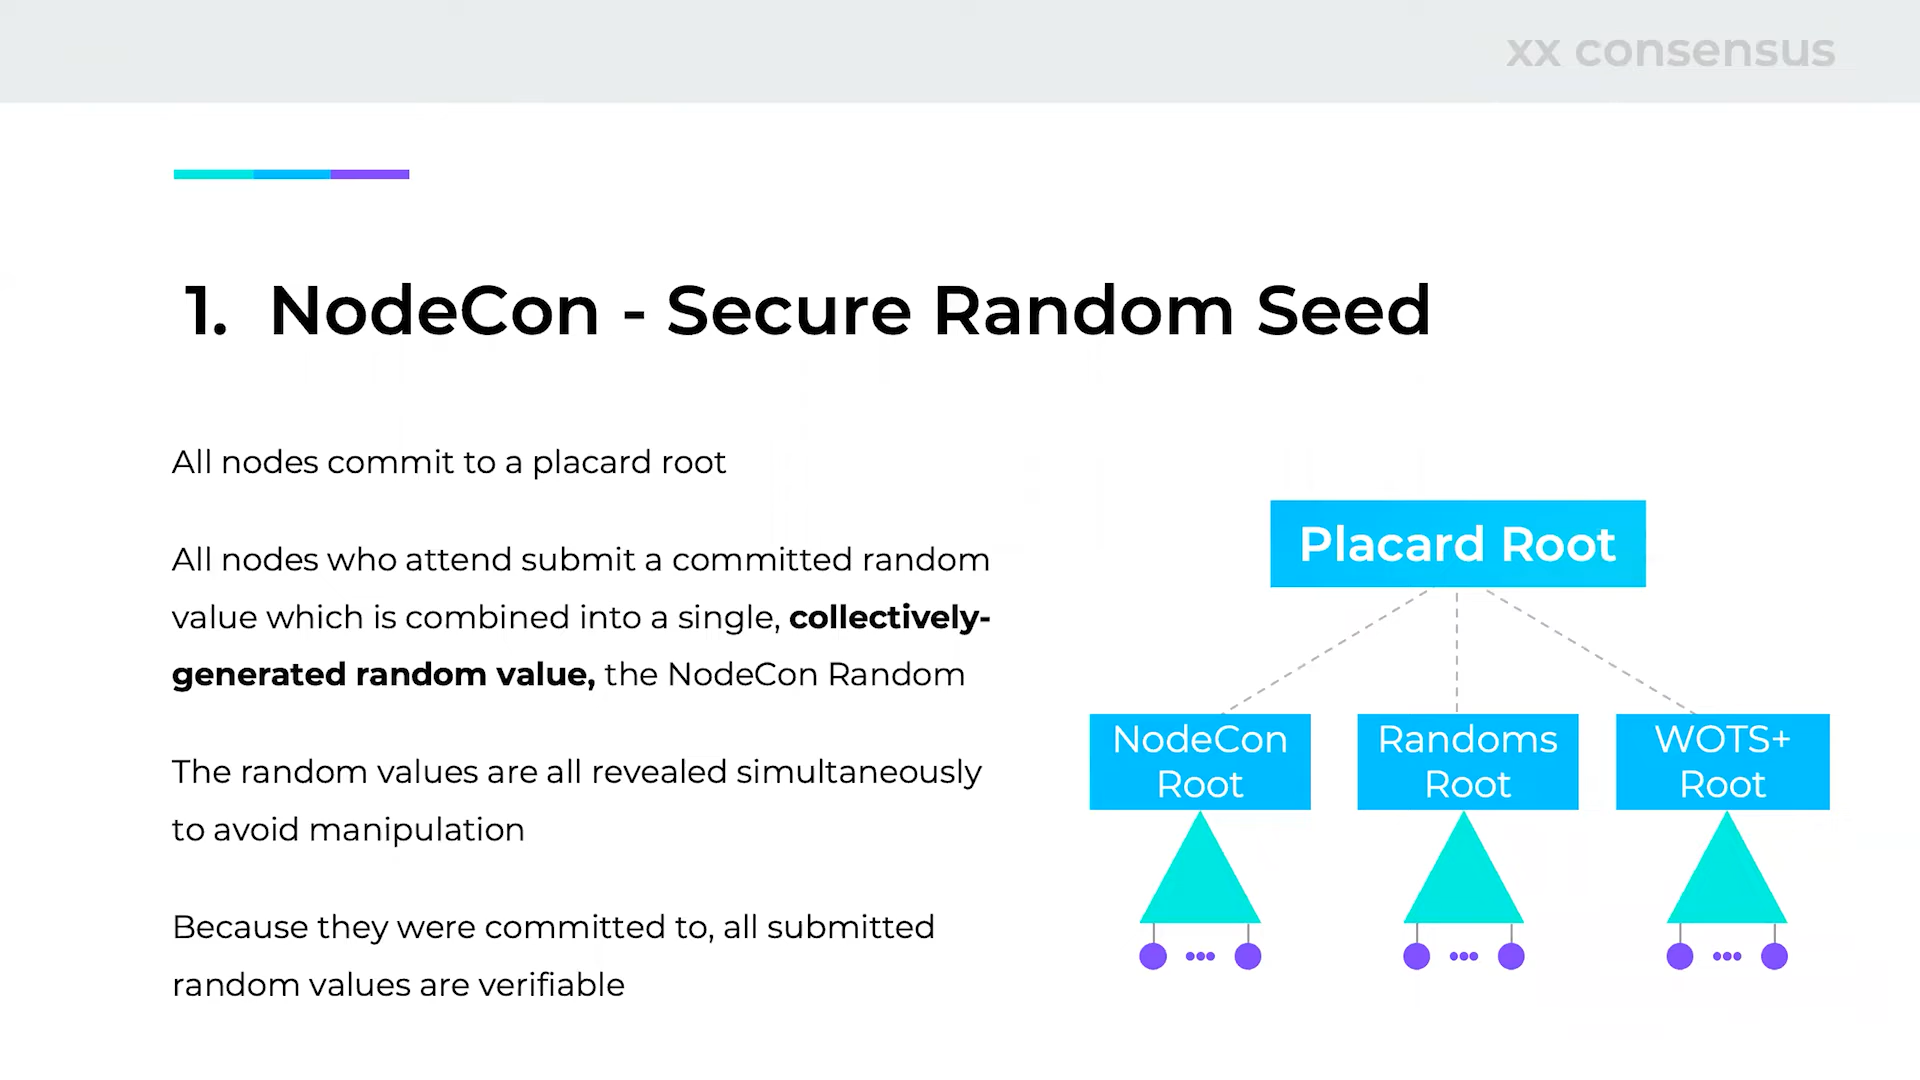 xx consensus
1. NodeCon - Secure Random Seed
All nodes commit to a placard root
All nodes who attend submit a committed random
value which is combined into a single, collectively-
generated random value, the NodeCon Random
The random values are all revealed simultaneously
to avoid manipulation
Because they were committed to, all submitted
random values are verifiable
Placard Root
NodeCon
Root
Randoms
Root
WOTS+
Root